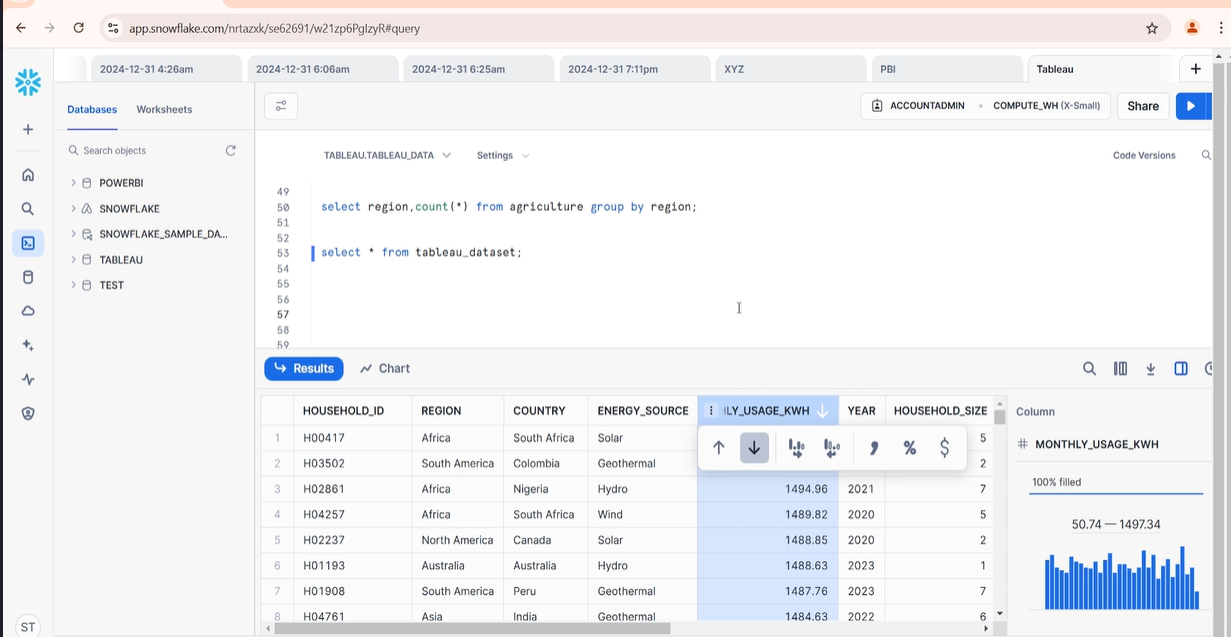 app.snowflake.com/nrtazxk/se62691/w21zp6PglzyR#query
2024-12-31 4:26am 2024-12-31 6:06am 2024-12-31 6:25am 2024-12-31 7:11pm XYZ PBI Tableau +
Databases Worksheets
ACCOUNTADMIN • COMPUTE_WH (X-Small) Share
Search objects
TABLEAU.TABLEAU_DATA Settings Code Versions
POWERBI
SNOWFLAKE
SNOWFLAKE_SAMPLE_DA...
TABLEAU
TEST
49
50 select region,count(*) from agriculture group by region;
51
52
53 select * from tableau_dataset;
54
55
56
57
58
59
Results Chart
HOUSEHOLD_ID REGION COUNTRY ENERGY_SOURCE LY_USAGE_KWH YEAR HOUSEHOLD_SIZE
1 H00417 Africa South Africa Solar 5
2 H03502 South America Colombia Geothermal 2
3 H02861 Africa Nigeria Hydro 1494.96 2021 7
4 H04257 Africa South Africa Wind 1489.82 2020 5
5 H02237 North America Canada Solar 1488.85 2020 2
6 H01193 Australia Australia Hydro 1488.63 2023 1
7 H01908 South America Peru Geothermal 1487.76 2023 7
8 H04761 Asia India Geothermal 1484.63 2022 6
, % $
Column
# MONTHLY_USAGE_KWH
100% filled
50.74 — 1497.34
ST